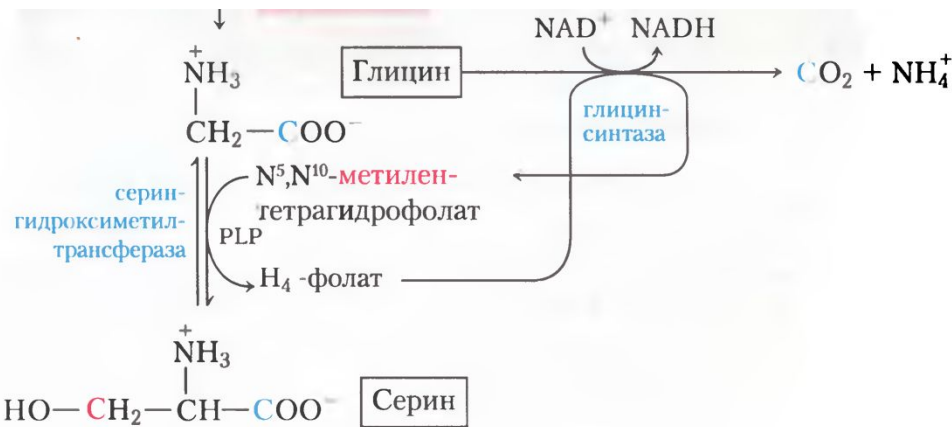 NAD⁺ NADH
⁺NH₃
Глицин
CO₂ + NH₄⁺
CH₂—COO⁻
глицин-
синтаза
N⁵,N¹⁰-метилен-
тетрагидрофолат
серин-
гидроксиметил-
трансфераза
PLP
H₄ -фолат
⁺NH₃
HO—CH₂—CH—COO⁻
Серин